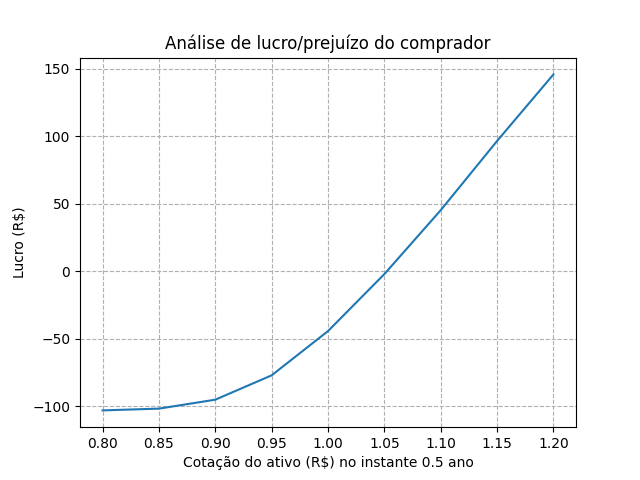 Análise de lucro/prejuízo do comprador
150
100
50
0
−50
−100
Lucro (R$)
0.80 0.85 0.90 0.95 1.00 1.05 1.10 1.15 1.20
Cotação do ativo (R$) no instante 0.5 ano